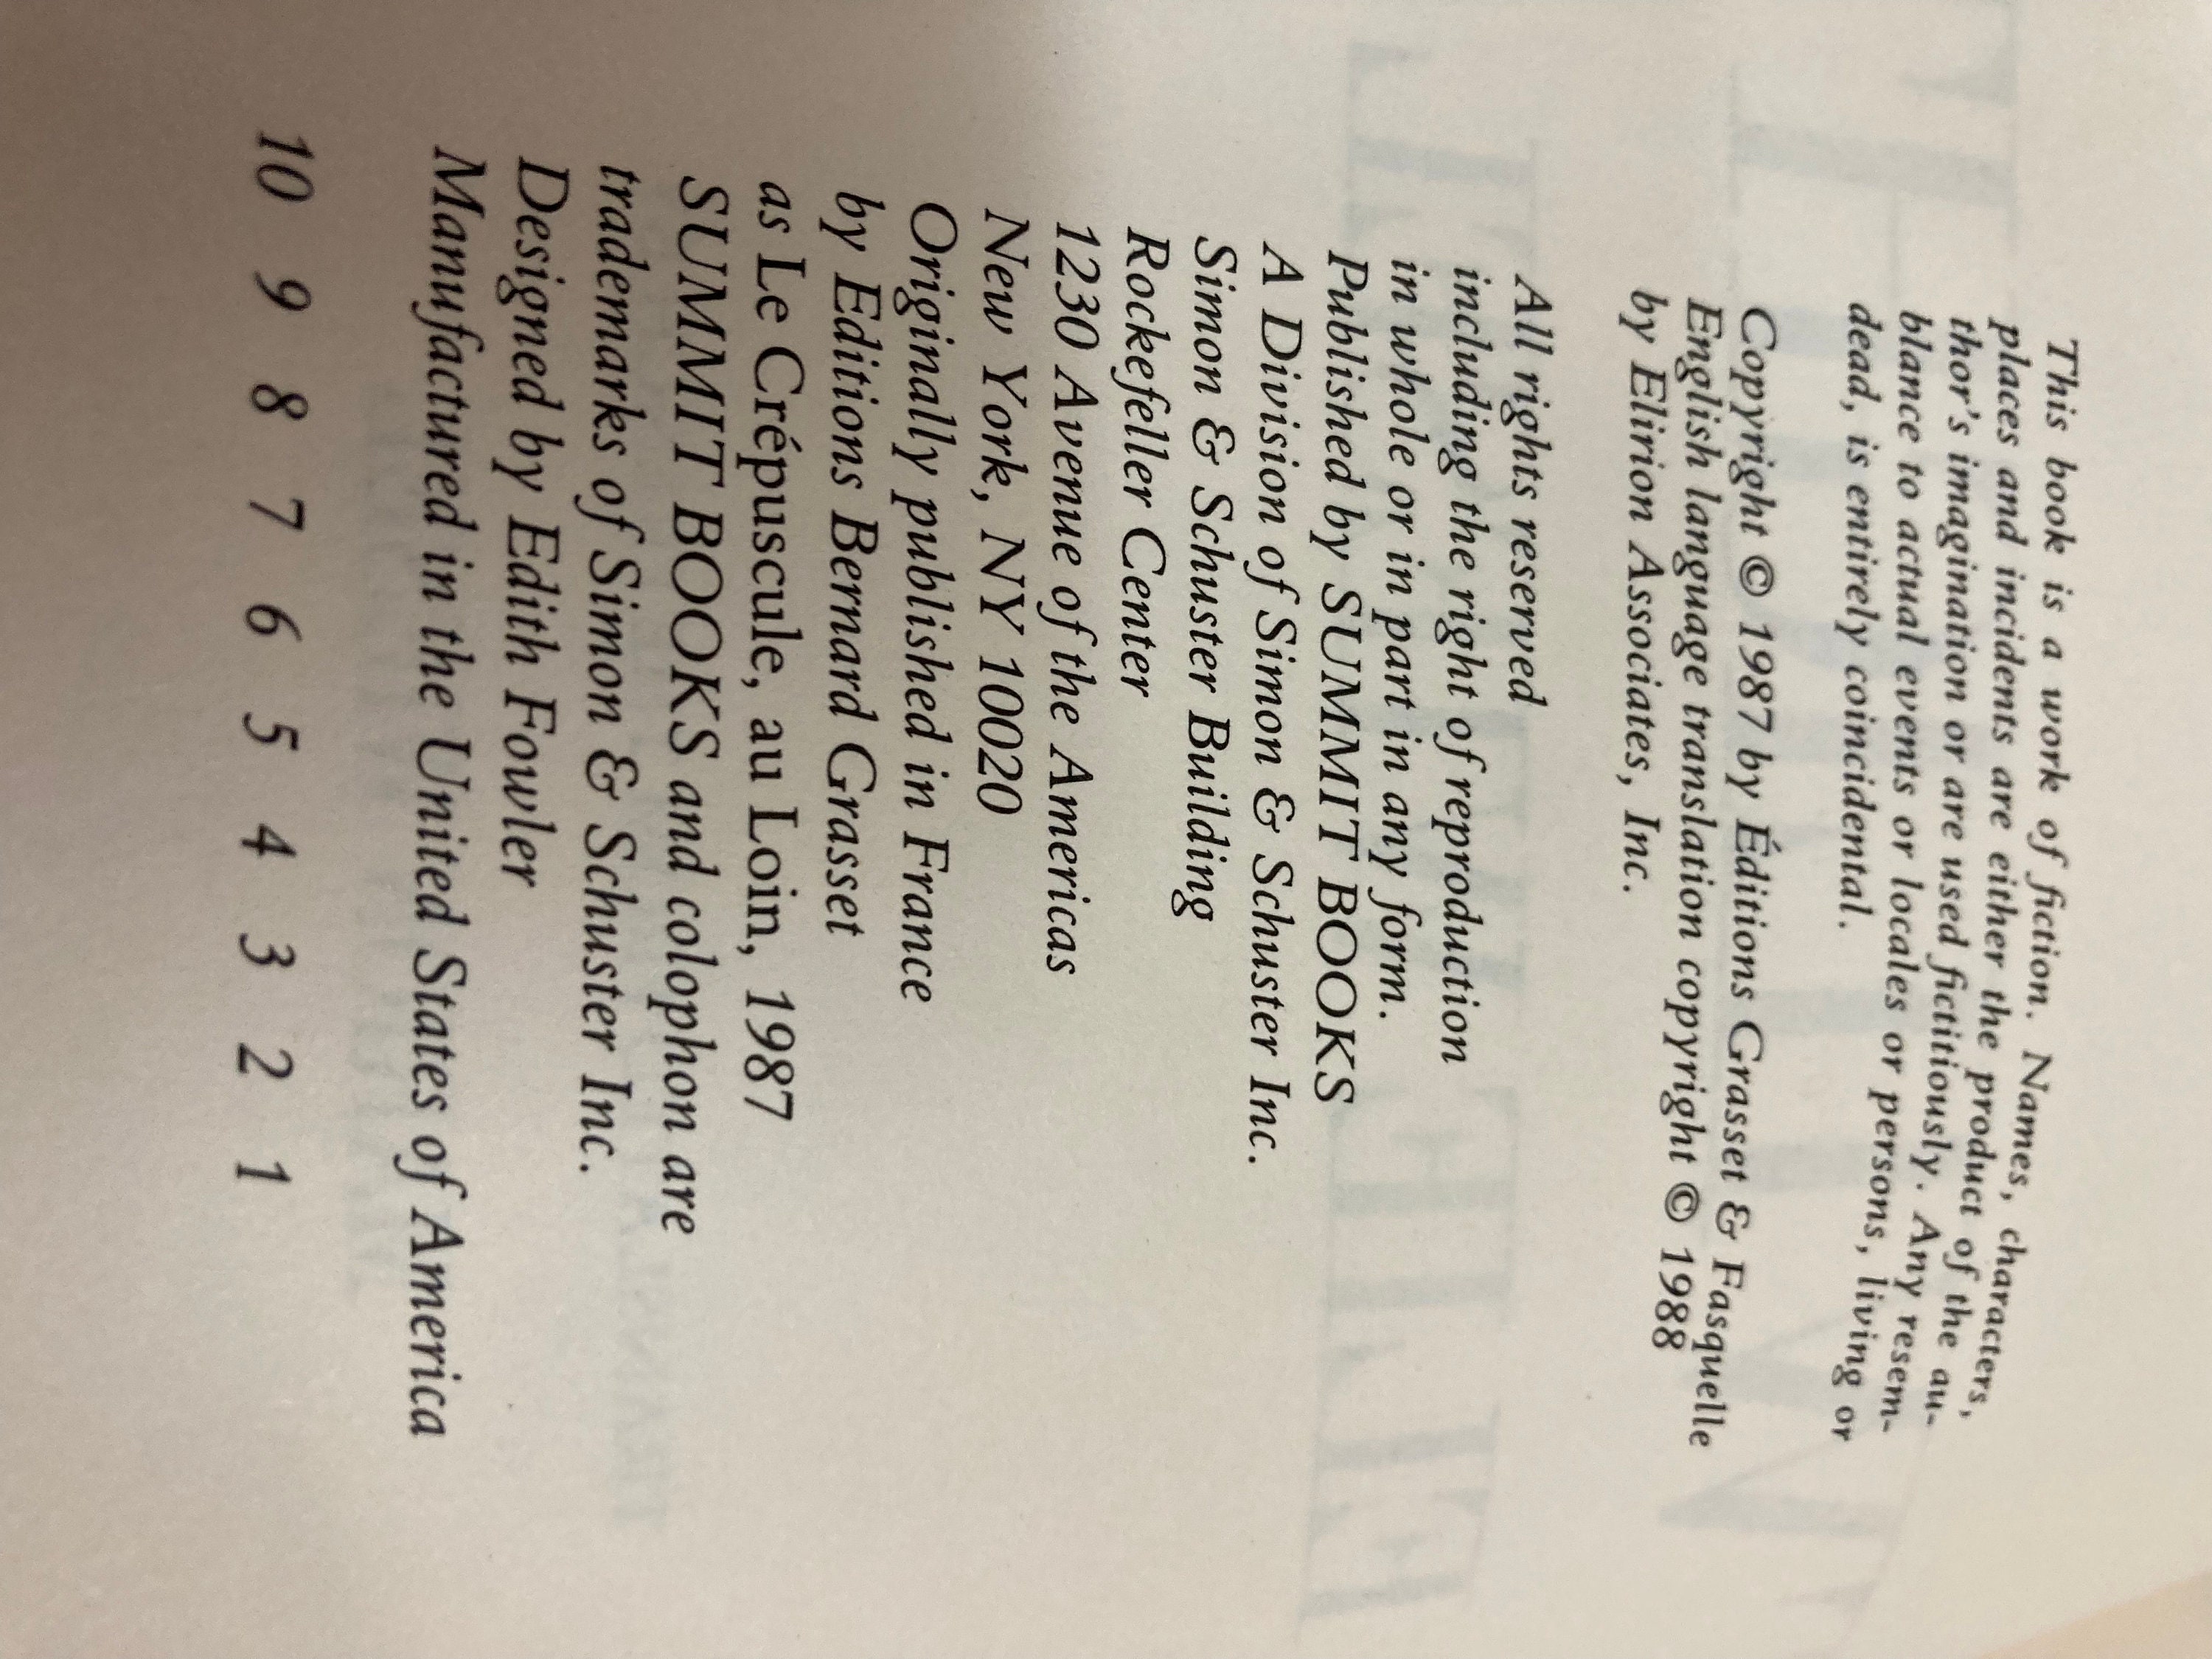 This book is a work of fiction. Names, characters,
places and incidents are either the product of the au-
thor's imagination or are used fictitiously. Any resem-
blance to actual events or locales or persons, living or
dead, is entirely coincidental.
Copyright © 1987 by Éditions Grasset & Fasquelle
English language translation copyright © 1988
by Elirion Associates, Inc.
All rights reserved
including the right of reproduction
in whole or in part in any form.
Published by SUMMIT BOOKS
A Division of Simon & Schuster Inc.
Simon & Schuster Building
Rockefeller Center
1230 Avenue of the Americas
New York, NY 10020
Originally published in France
by Editions Bernard Grasset
as Le Crépuscule, au Loin, 1987
SUMMIT BOOKS and colophon are
trademarks of Simon & Schuster Inc.
Designed by Edith Fowler
Manufactured in the United States of America
10 9 8 7 6 5 4 3 2 1